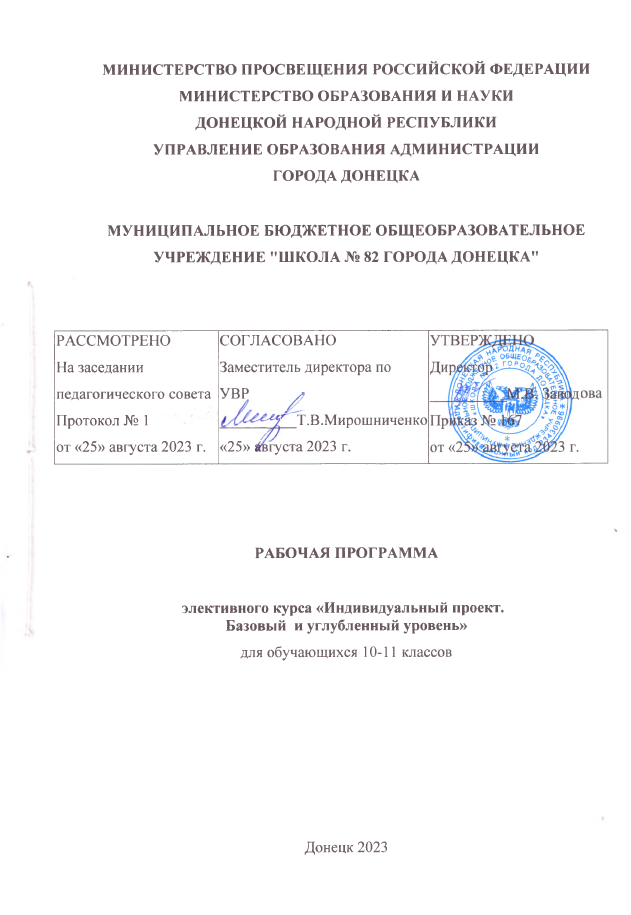 МИНИСТЕРСТВО ПРОСВЕЩЕНИЯ РОССИЙСКОЙ ФЕДЕРАЦИИ
МИНИСТЕРСТВО ОБРАЗОВАНИЯ И НАУКИ
ДОНЕЦКОЙ НАРОДНОЙ РЕСПУБЛИКИ
УПРАВЛЕНИЕ ОБРАЗОВАНИЯ АДМИНИСТРАЦИИ
ГОРОДА ДОНЕЦКА
МУНИЦИПАЛЬНОЕ БЮДЖЕТНОЕ ОБЩЕОБРАЗОВАТЕЛЬНОЕ
УЧРЕЖДЕНИЕ "ШКОЛА № 82 ГОРОДА ДОНЕЦКА"
РАССМОТРЕНО
На заседании
педагогического совета
Протокол № 1
от «25» августа 2023 г.
СОГЛАСОВАНО
Заместитель директора по
УВР
__________Т.В.Мирошниченко
«25» августа 2023 г.
УТВЕРЖДЕНО
Директор
__________М.В. Заводова
Приказ № 167
от «25» августа 2023 г.
РАБОЧАЯ ПРОГРАММА
элективного курса «Индивидуальный проект.
Базовый и углубленный уровень»
для обучающихся 10-11 классов
Донецк 2023